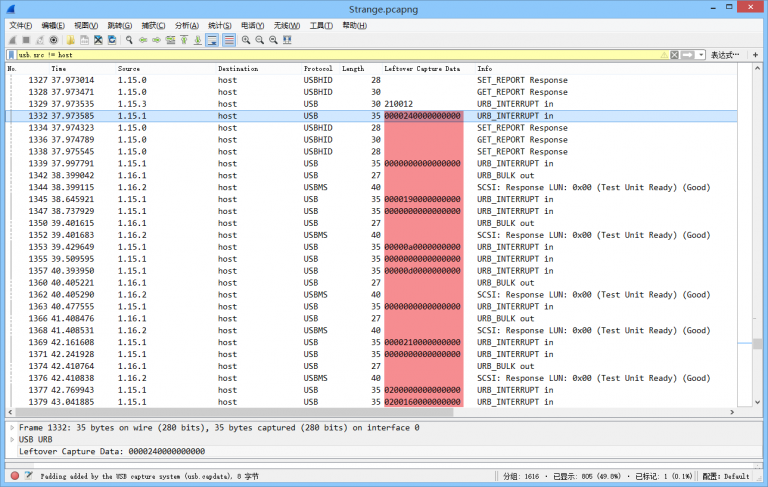 Strange.pcapng
文件(F) 编辑(E) 视图(V) 跳转(G) 捕获(C) 分析(A) 统计(S) 电话(Y) 无线(W) 工具(T) 帮助(H)
usb.src != host 表达式…
No. Time Source Destination Protocol Length Leftover Capture Data Info
1327 37.973014 1.15.0 host USBHID 28 SET_REPORT Response
1328 37.973471 1.15.0 host USBHID 30 GET_REPORT Response
1329 37.973535 1.15.3 host USB 30 210012 URB_INTERRUPT in
1332 37.973585 1.15.1 host USB 35 0000240000000000 URB_INTERRUPT in
1334 37.974323 1.15.0 host USBHID 28 SET_REPORT Response
1336 37.974789 1.15.0 host USBHID 30 GET_REPORT Response
1338 37.975545 1.15.0 host USBHID 28 SET_REPORT Response
1339 37.997791 1.15.1 host USB 35 0000000000000000 URB_INTERRUPT in
1342 38.399042 1.16.1 host USB 27 URB_BULK out
1344 38.399115 1.16.2 host USBMS 40 SCSI: Response LUN: 0x00 (Test Unit Ready) (Good)
1345 38.645921 1.15.1 host USB 35 0000190000000000 URB_INTERRUPT in
1347 38.737929 1.15.1 host USB 35 0000000000000000 URB_INTERRUPT in
1350 39.401615 1.16.1 host USB 27 URB_BULK out
1352 39.401683 1.16.2 host USBMS 40 SCSI: Response LUN: 0x00 (Test Unit Ready) (Good)
1353 39.429649 1.15.1 host USB 35 00000a0000000000 URB_INTERRUPT in
1355 39.509595 1.15.1 host USB 35 0000000000000000 URB_INTERRUPT in
1357 40.393950 1.15.1 host USB 35 00000d0000000000 URB_INTERRUPT in
1360 40.405221 1.16.1 host USB 27 URB_BULK out
1362 40.405290 1.16.2 host USBMS 40 SCSI: Response LUN: 0x00 (Test Unit Ready) (Good)
1363 40.477555 1.15.1 host USB 35 0000000000000000 URB_INTERRUPT in
1366 41.408476 1.16.1 host USB 27 URB_BULK out
1368 41.408531 1.16.2 host USBMS 40 SCSI: Response LUN: 0x00 (Test Unit Ready) (Good)
1369 42.161608 1.15.1 host USB 35 0000210000000000 URB_INTERRUPT in
1371 42.241928 1.15.1 host USB 35 0000000000000000 URB_INTERRUPT in
1374 42.410764 1.16.1 host USB 27 URB_BULK out
1376 42.410838 1.16.2 host USBMS 40 SCSI: Response LUN: 0x00 (Test Unit Ready) (Good)
1377 42.769943 1.15.1 host USB 35 0200000000000000 URB_INTERRUPT in
1379 43.041885 1.15.1 host USB 35 0200160000000000 URB_INTERRUPT in
Frame 1332: 35 bytes on wire (280 bits), 35 bytes captured (280 bits) on interface 0
USB URB
Leftover Capture Data: 0000240000000000
Padding added by the USB capture system (usb.capdata), 8 字节 分组: 1616 · 已显示: 805 (49.8%) · 已标记: 1 (0.1%) 配置: Default